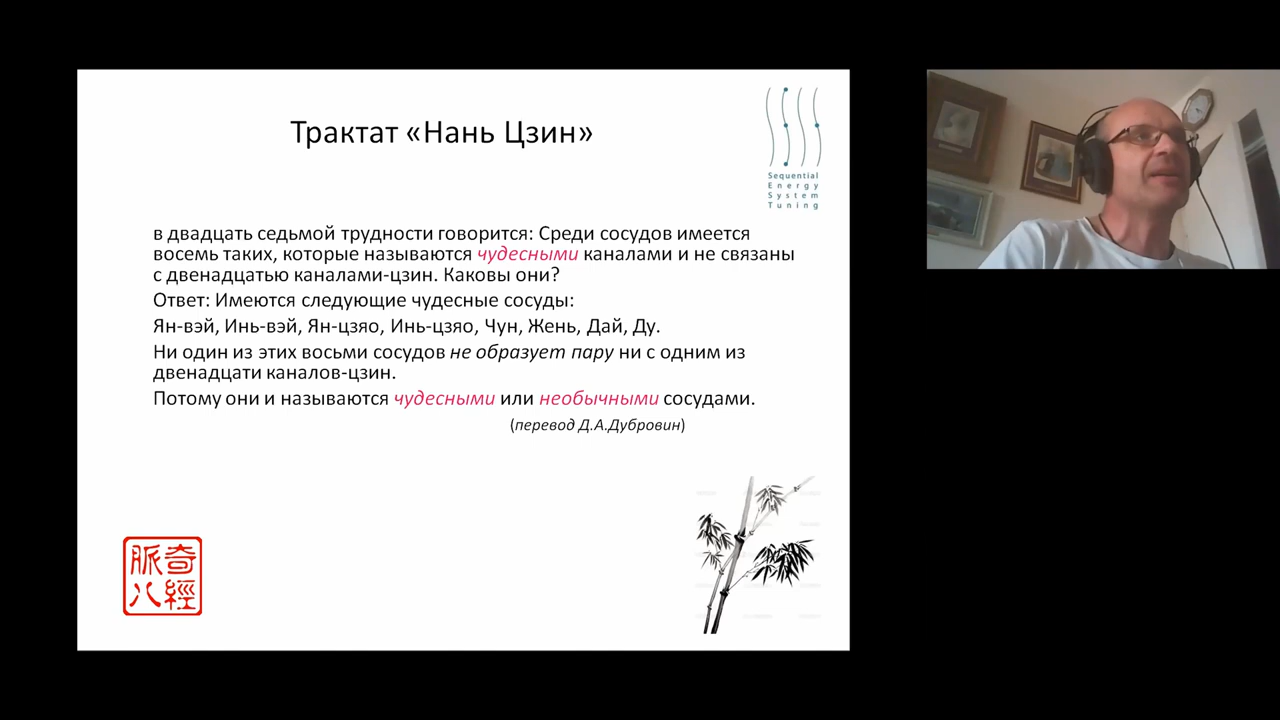 Трактат «Нань Цзин»
Sequential
Energy
System
Tuning
в двадцать седьмой трудности говорится: Среди сосудов имеется
восемь таких, которые называются чудесными каналами и не связаны
с двенадцатью каналами-цзин. Каковы они?
Ответ: Имеются следующие чудесные сосуды:
Ян-вэй, Инь-вэй, Ян-цзяо, Инь-цзяо, Чун, Жень, Дай, Ду.
Ни один из этих восьми сосудов не образует пару ни с одним из
двенадцати каналов-цзин.
Потому они и называются чудесными или необычными сосудами.
(перевод Д.А.Дубровин)
奇經
脈八